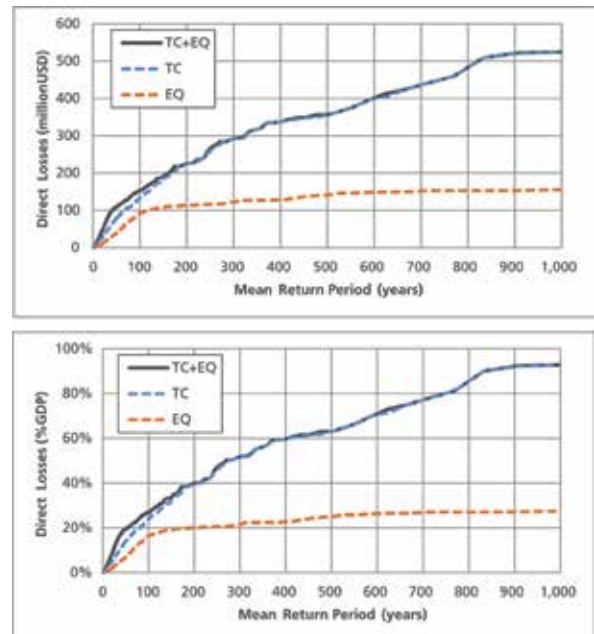 600
500
400
300
200
100
0
Direct Losses (millionUSD)
TC+EQ
TC
EQ
0 100 200 300 400 500 600 700 800 900 1,000
Mean Return Period (years)
100%
80%
60%
40%
20%
0%
Direct Losses (%GDP)
TC+EQ
TC
EQ
0 100 200 300 400 500 600 700 800 900 1,000
Mean Return Period (years)